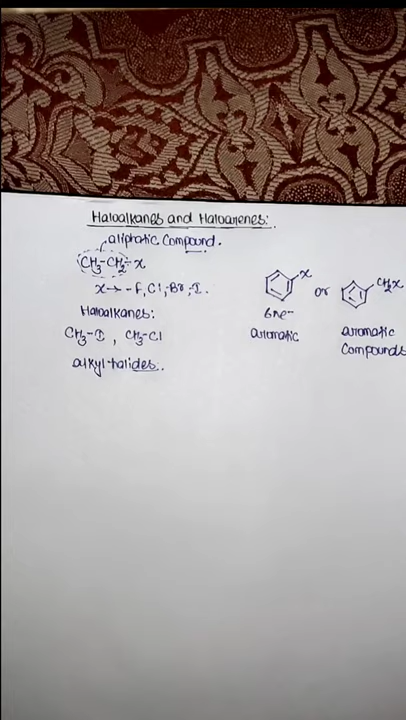 Haloalkanes and Haloarenes:
aliphatic Compound.
CH3-CH2-X
X → -F, Cl, Br, I.
Haloalkanes:
CH3-I, CH3-Cl
alkyl halides.
X or CH2X
6πe-
aromatic
aromatic
Compounds